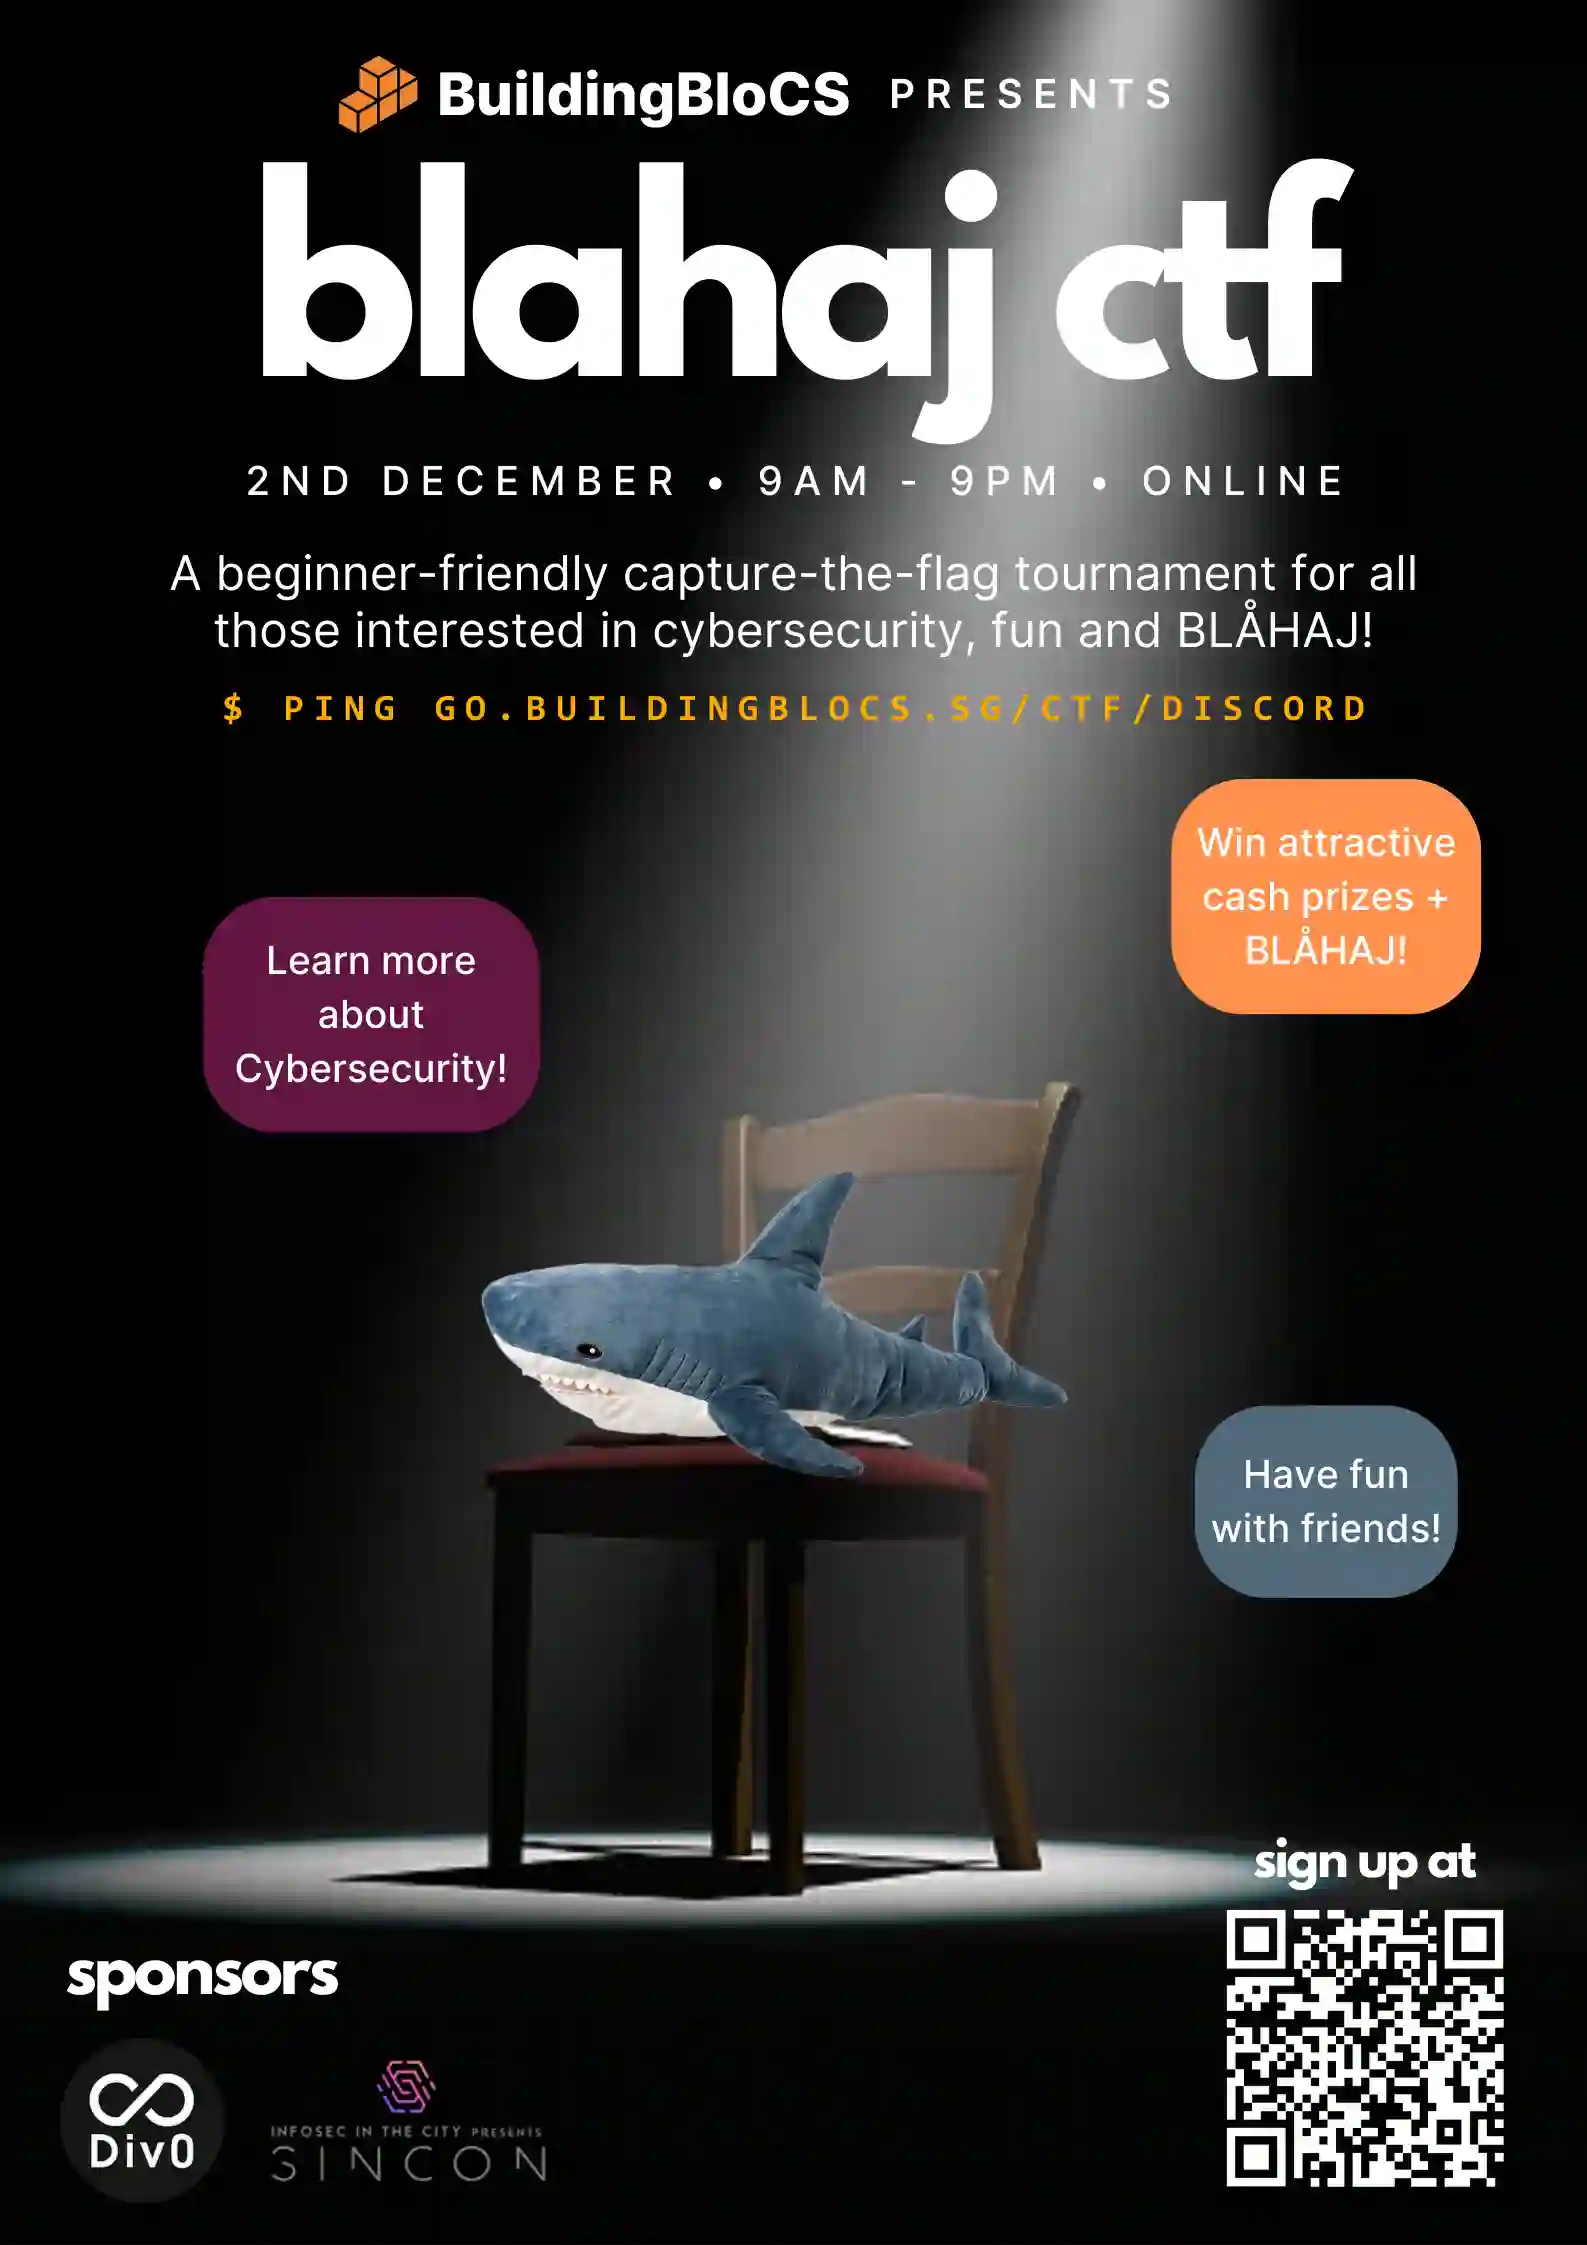 BuildingBloCS PRESENTS
blahaj ctf
2ND DECEMBER • 9AM - 9PM • ONLINE
A beginner-friendly capture-the-flag tournament for all
those interested in cybersecurity, fun and BLÅHAJ!
$ PING GO.BUILDINGBLOCS.SG/CTF/DISCORD
Win attractive
cash prizes +
BLÅHAJ!
Learn more
about
Cybersecurity!
Have fun
with friends!
sign up at
sponsors
Div0
INFOSEC IN THE CITY PRESENTS
SINCON